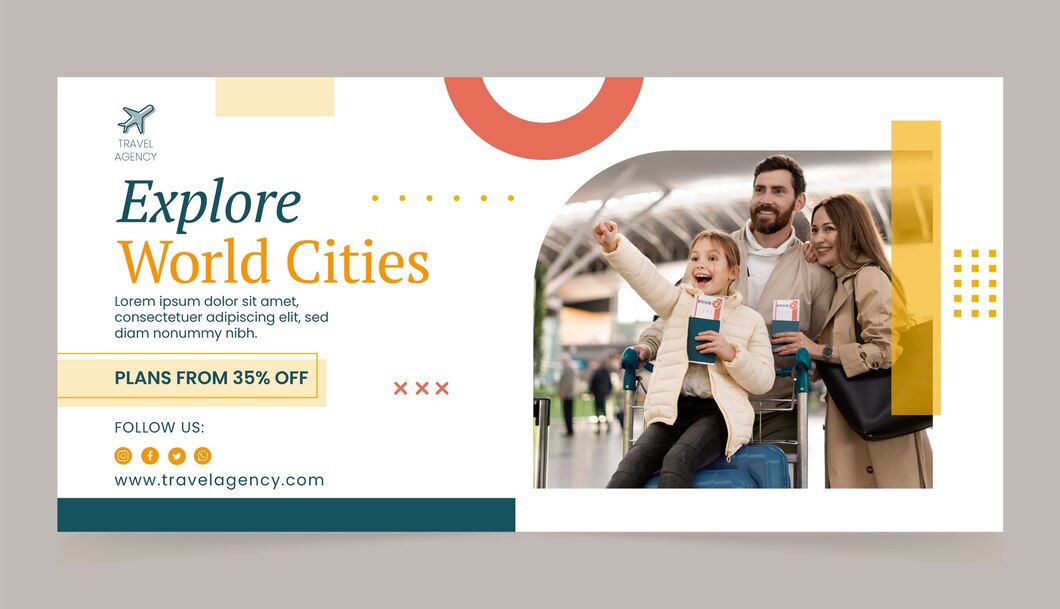 TRAVEL
AGENCY
Explore
World Cities
Lorem ipsum dolor sit amet,
consectetuer adipiscing elit, sed
diam nonummy nibh.
PLANS FROM 35% OFF
FOLLOW US:
www.travelagency.com